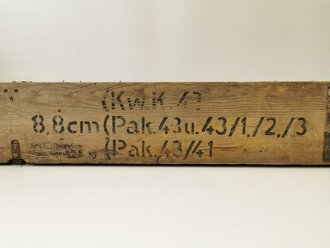 (Kw.K. 43
8,8cm (Pak.43u.43/1,/2,/3
(Pak.43/41